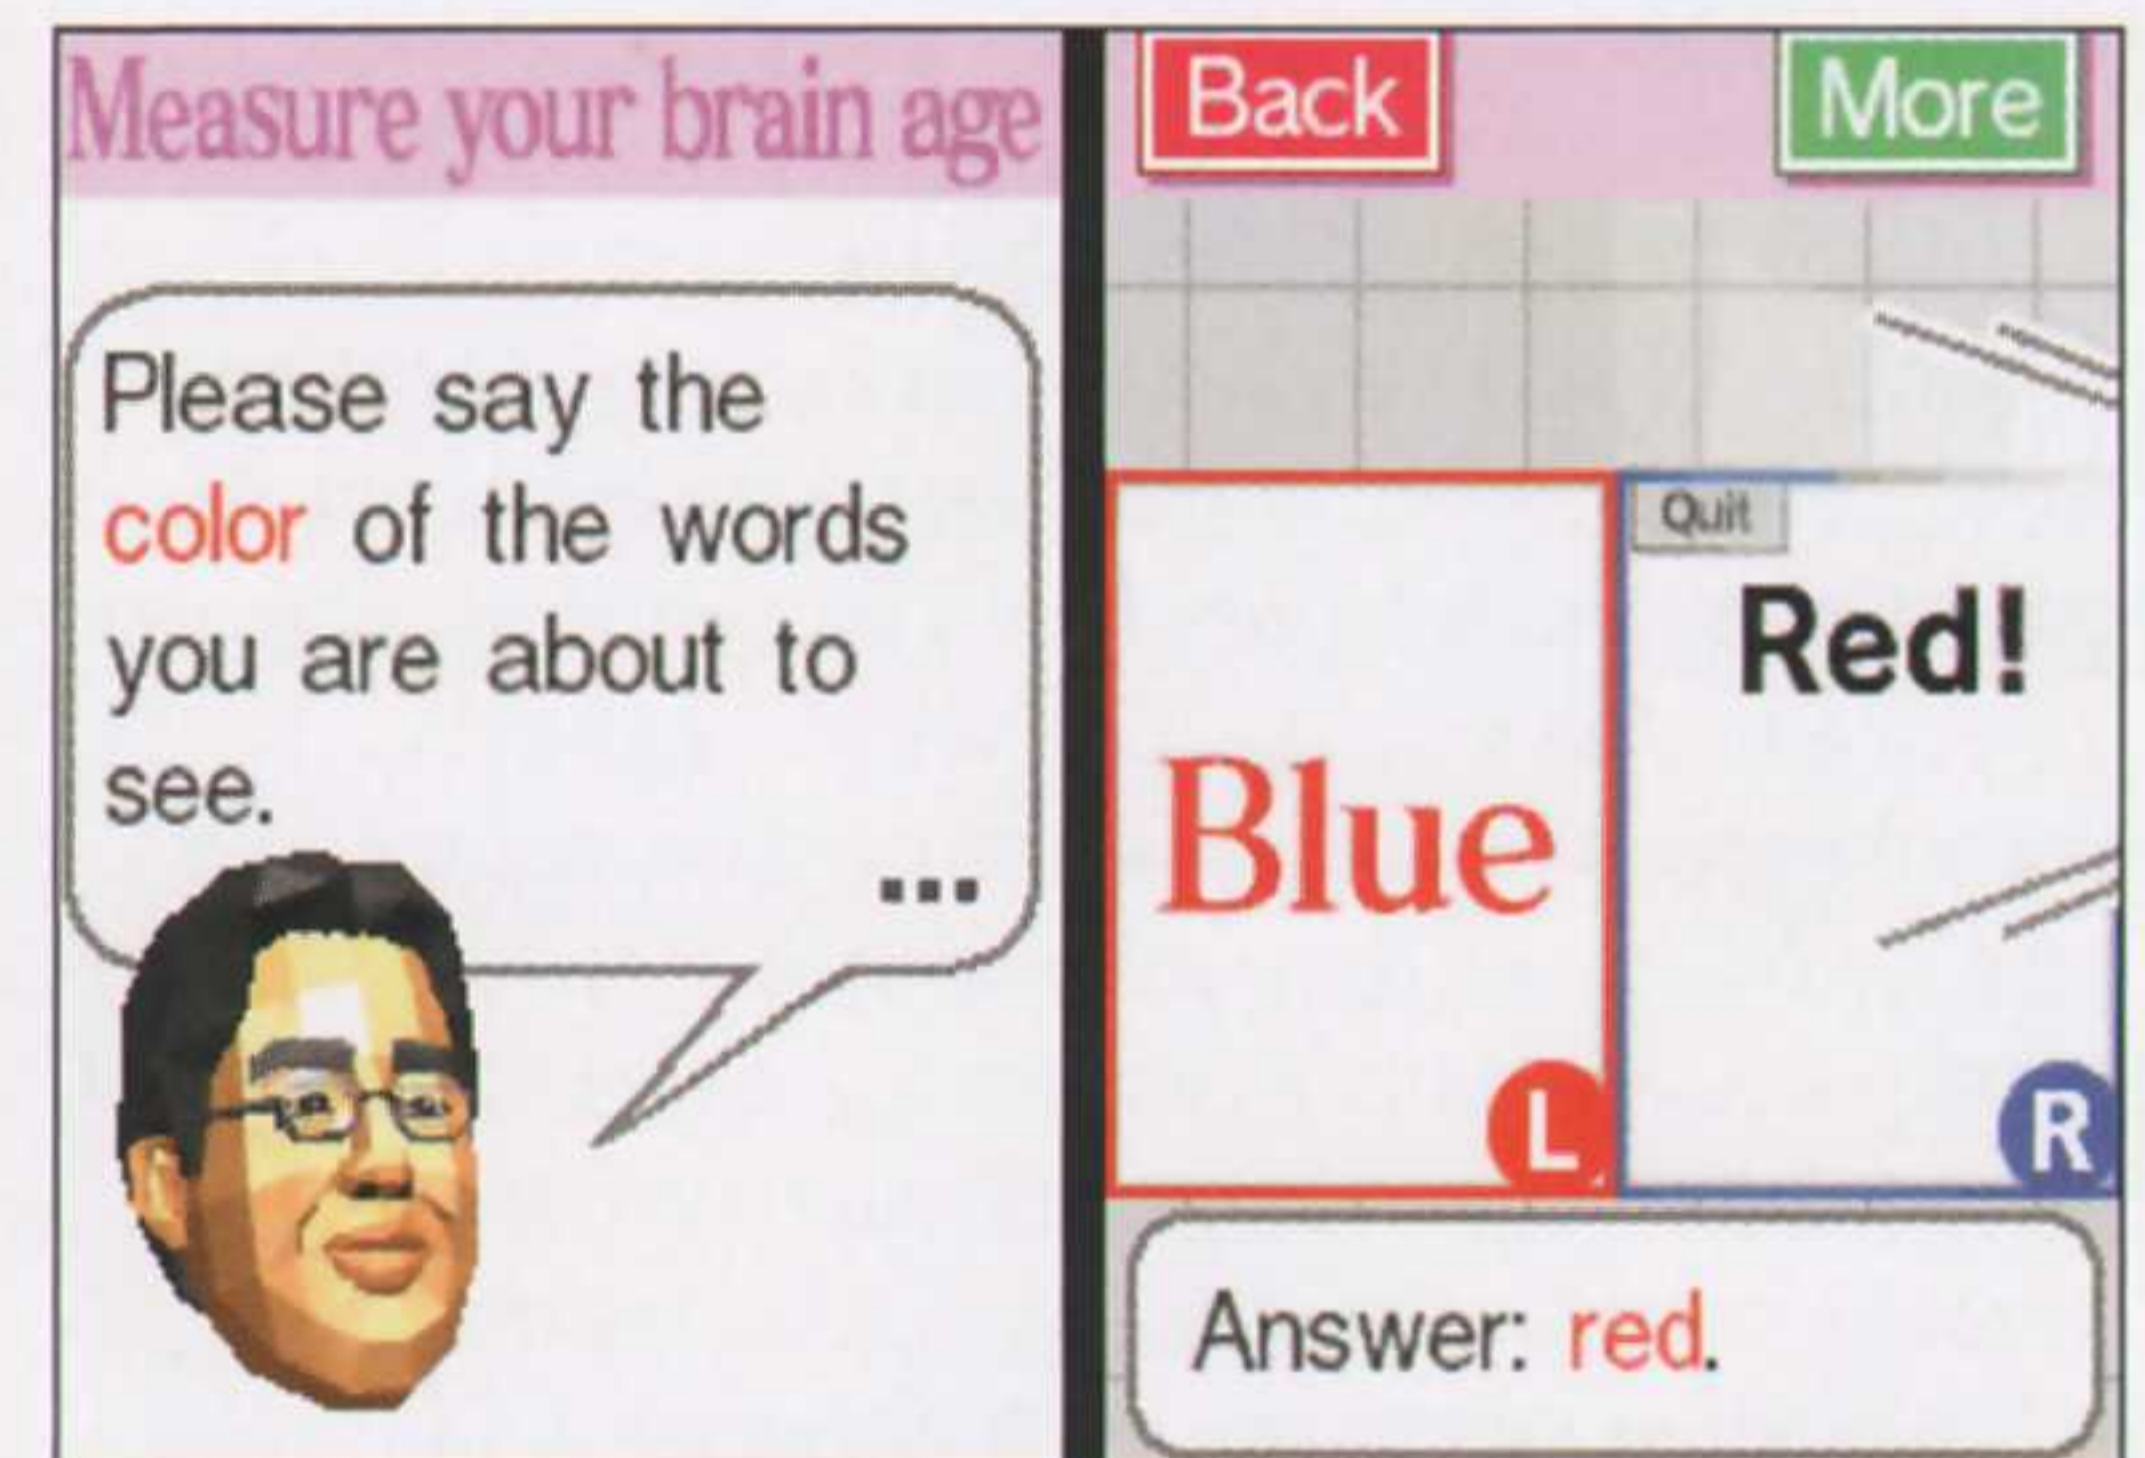 Measure your brain age
Please say the
color of the words
you are about to
see.
...
Back
More
Quit
Red!
Blue
L
R
Answer: red.